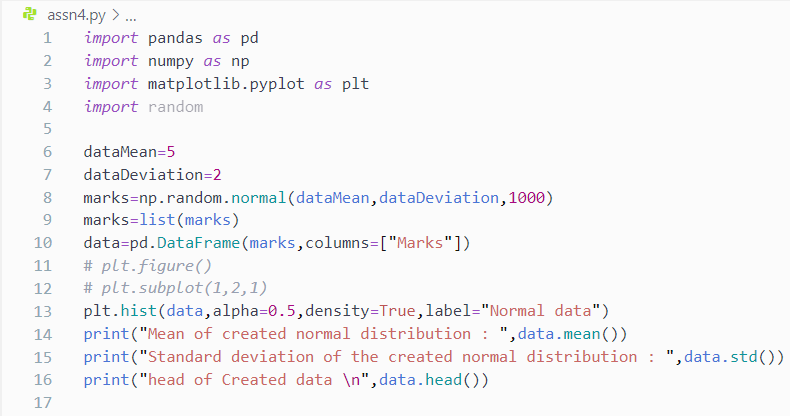 assn4.py > ...
1 import pandas as pd
2 import numpy as np
3 import matplotlib.pyplot as plt
4 import random
5
6 dataMean=5
7 dataDeviation=2
8 marks=np.random.normal(dataMean,dataDeviation,1000)
9 marks=list(marks)
10 data=pd.DataFrame(marks,columns=["Marks"])
11 # plt.figure()
12 # plt.subplot(1,2,1)
13 plt.hist(data,alpha=0.5,density=True,label="Normal data")
14 print("Mean of created normal distribution : ",data.mean())
15 print("Standard deviation of the created normal distribution : ",data.std())
16 print("head of Created data \n",data.head())
17